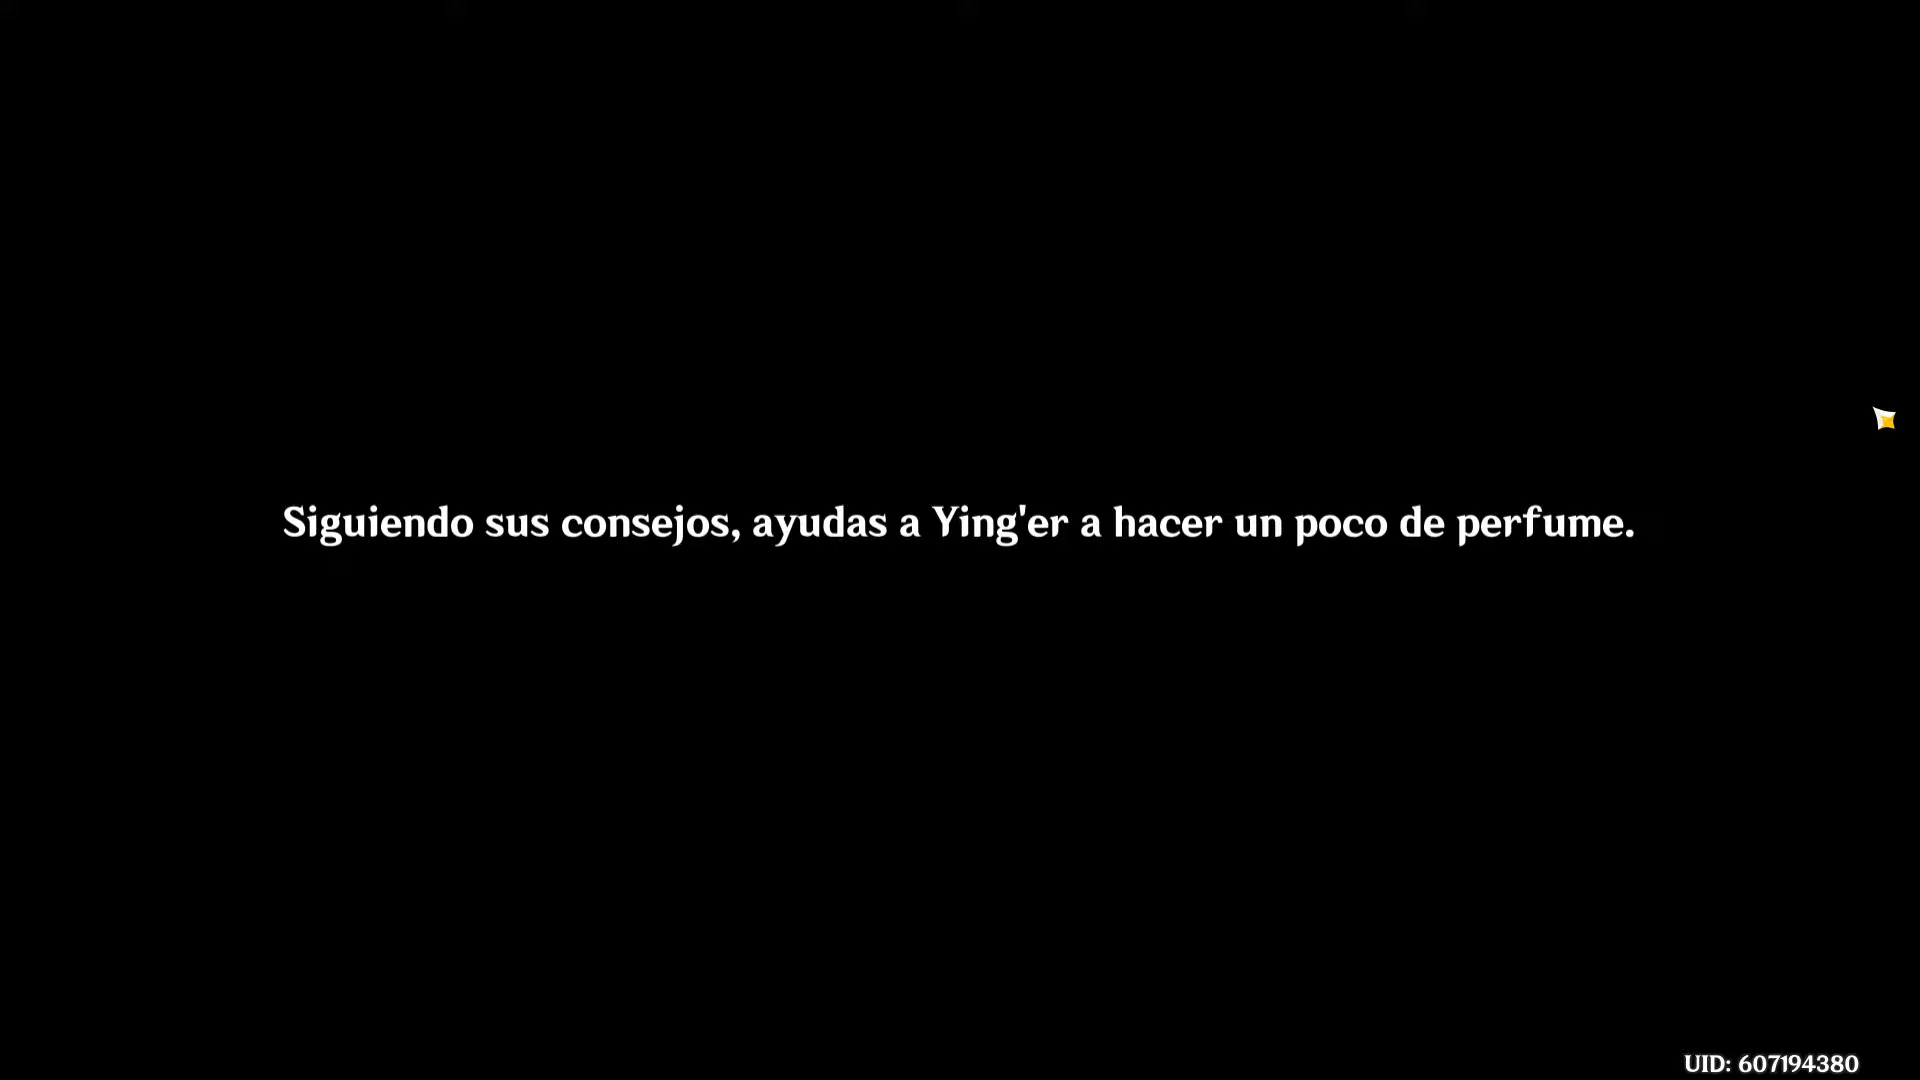 Siguiendo sus consejos, ayudas a Ying'er a hacer un poco de perfume.
UID: 607194380